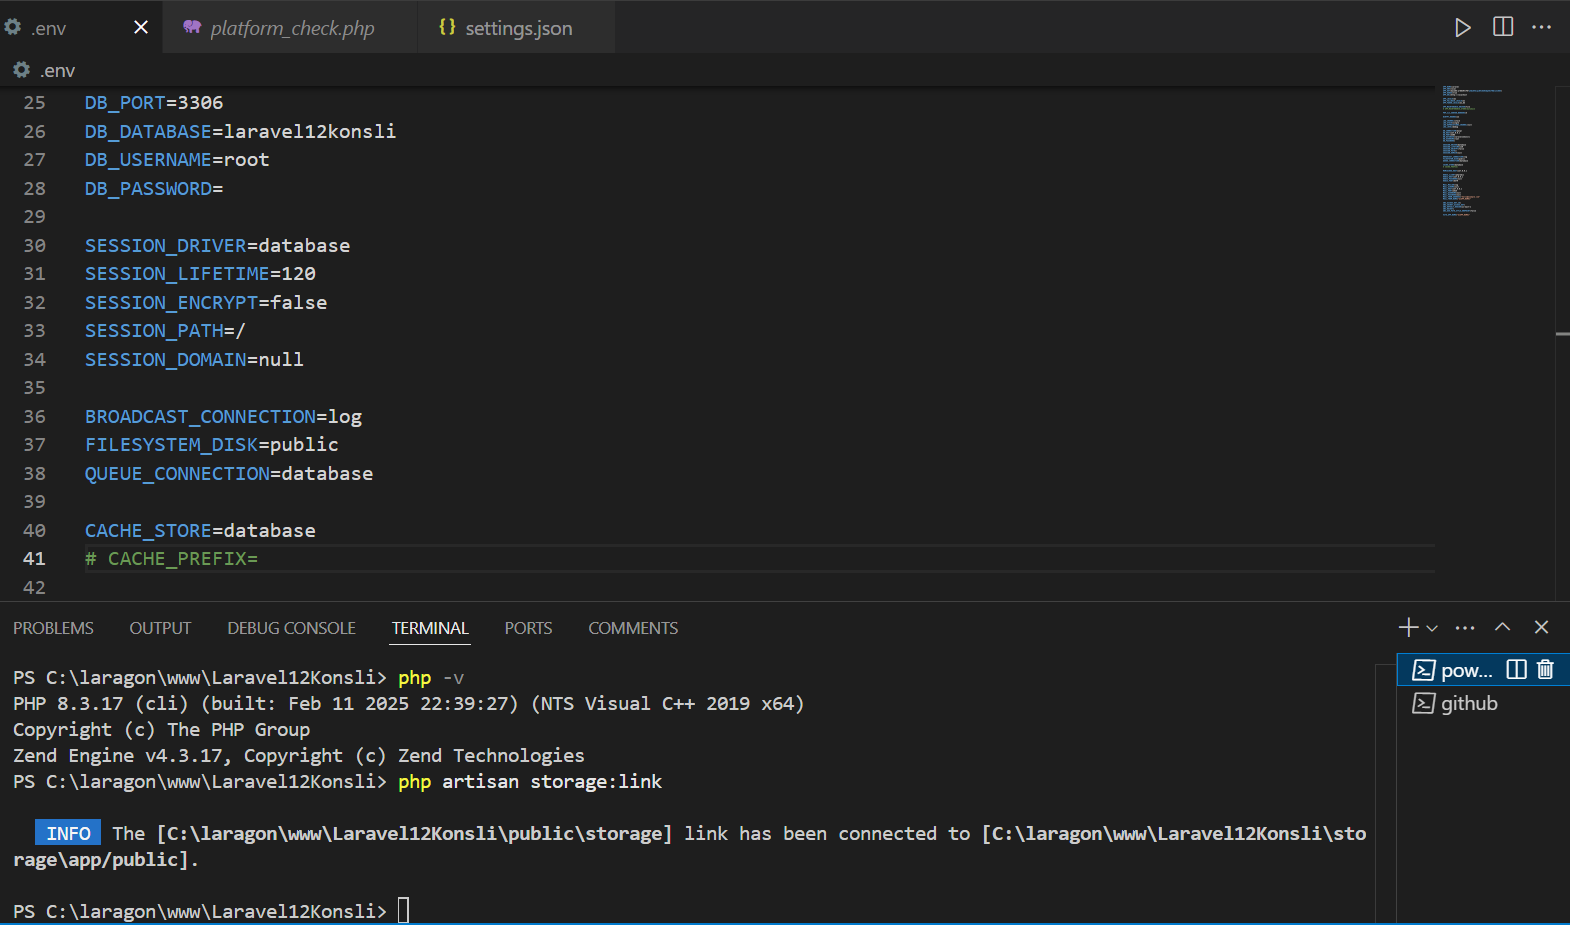 .env
platform_check.php
{} settings.json
.env
25 DB_PORT=3306
26 DB_DATABASE=laravel12konsli
27 DB_USERNAME=root
28 DB_PASSWORD=
29
30 SESSION_DRIVER=database
31 SESSION_LIFETIME=120
32 SESSION_ENCRYPT=false
33 SESSION_PATH=/
34 SESSION_DOMAIN=null
35
36 BROADCAST_CONNECTION=log
37 FILESYSTEM_DISK=public
38 QUEUE_CONNECTION=database
39
40 CACHE_STORE=database
41 # CACHE_PREFIX=
42
PROBLEMS OUTPUT DEBUG CONSOLE TERMINAL PORTS COMMENTS
PS C:\laragon\www\Laravel12Konsli> php -v
PHP 8.3.17 (cli) (built: Feb 11 2025 22:39:27) (NTS Visual C++ 2019 x64)
Copyright (c) The PHP Group
Zend Engine v4.3.17, Copyright (c) Zend Technologies
PS C:\laragon\www\Laravel12Konsli> php artisan storage:link
INFO The [C:\laragon\www\Laravel12Konsli\public\storage] link has been connected to [C:\laragon\www\Laravel12Konsli\sto
rage\app/public].
PS C:\laragon\www\Laravel12Konsli>
pow...
github